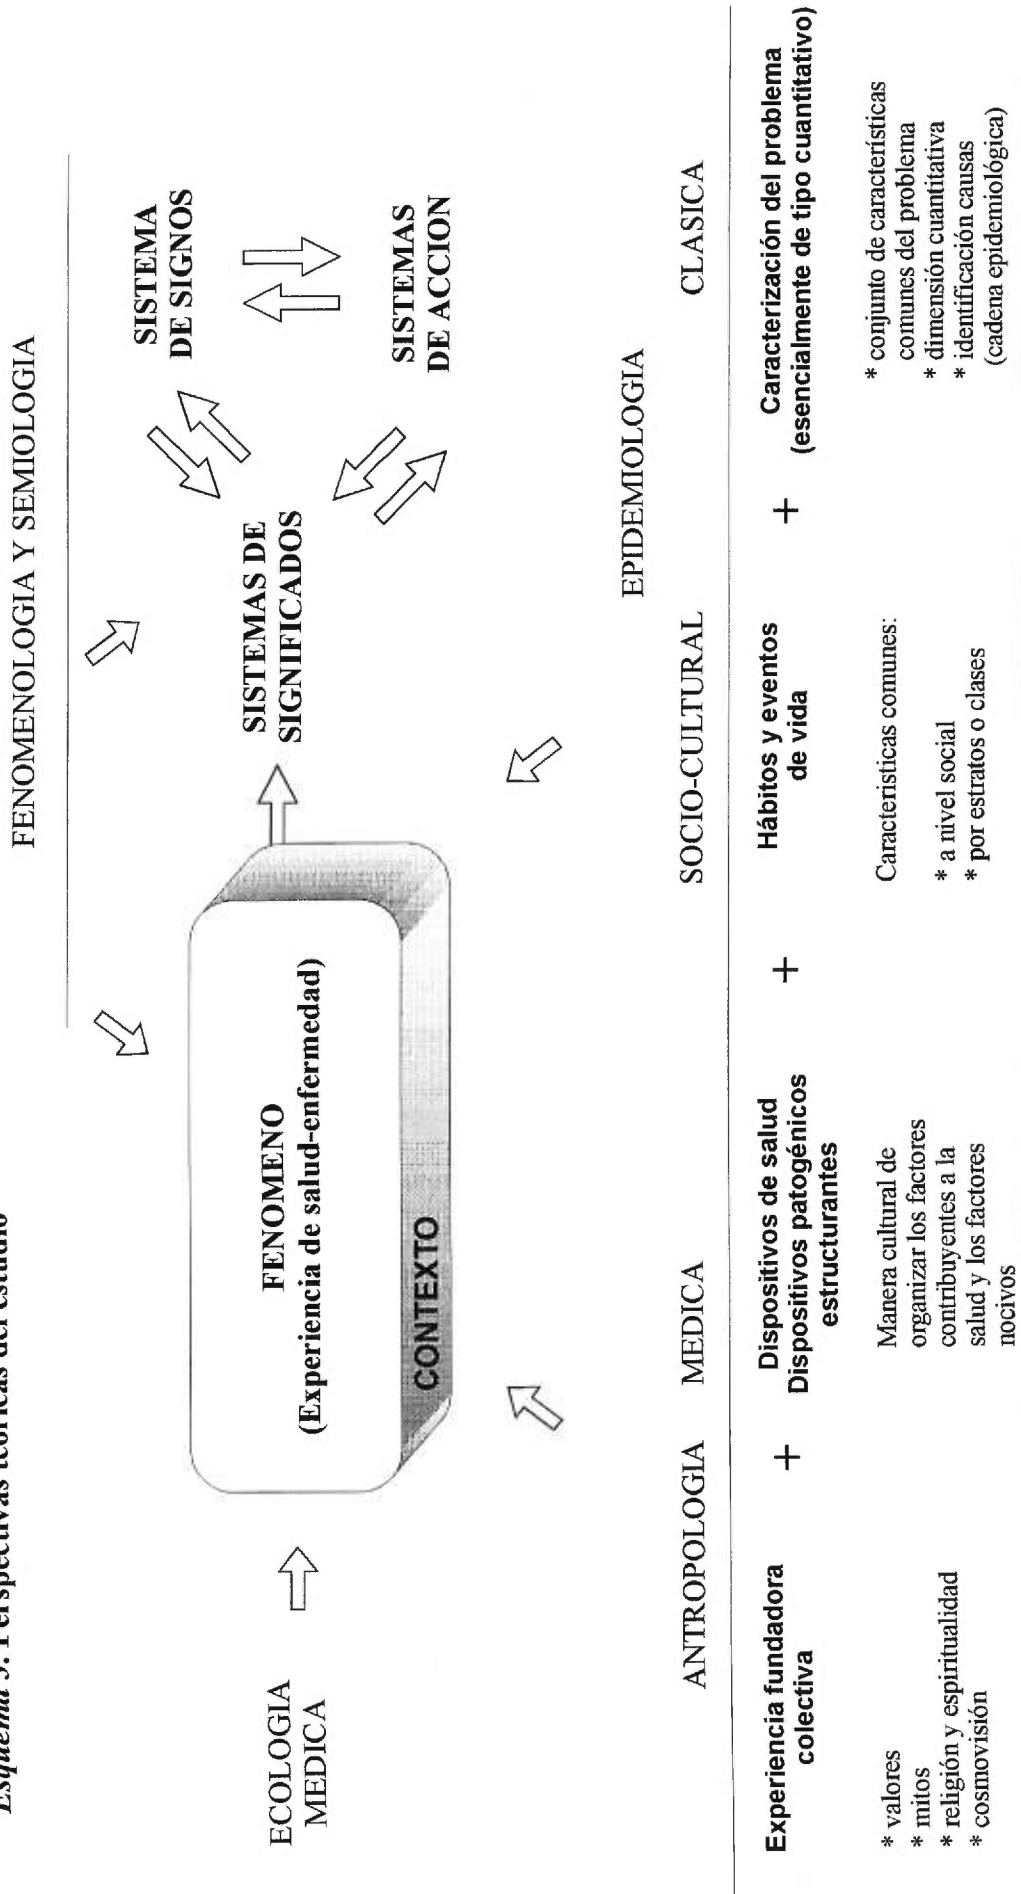 Esquema 3. Perspectivas teóricas del estudio
FENOMENOLOGIA Y SEMIOLOGIA
ECOLOGIA
MEDICA
FENOMENO
(Experiencia de salud-enfermedad)
CONTEXTO
SISTEMAS DE
SIGNIFICADOS
SISTEMA
DE SIGNOS
SISTEMAS
DE ACCION
EPIDEMIOLOGIA
ANTROPOLOGIA MEDICA
SOCIO-CULTURAL
CLASICA
Experiencia fundadora
colectiva
* valores
* mitos
* religión y espiritualidad
* cosmovisión
+
Dispositivos de salud
Dispositivos patogénicos
estructurantes
Manera cultural de
organizar los factores
contribuyentes a la
salud y los factores
nocivos
+
Hábitos y eventos
de vida
Caracteristicas comunes:
* a nivel social
* por estratos o clases
+
Caracterización del problema
(esencialmente de tipo cuantitativo)
* conjunto de características
comunes del problema
* dimensión cuantitativa
* identificación causas
(cadena epidemiológica)